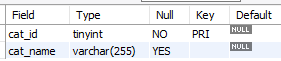 Field Type Null Key Default
cat_id tinyint NO PRI NULL
cat_name varchar(255) YES NULL